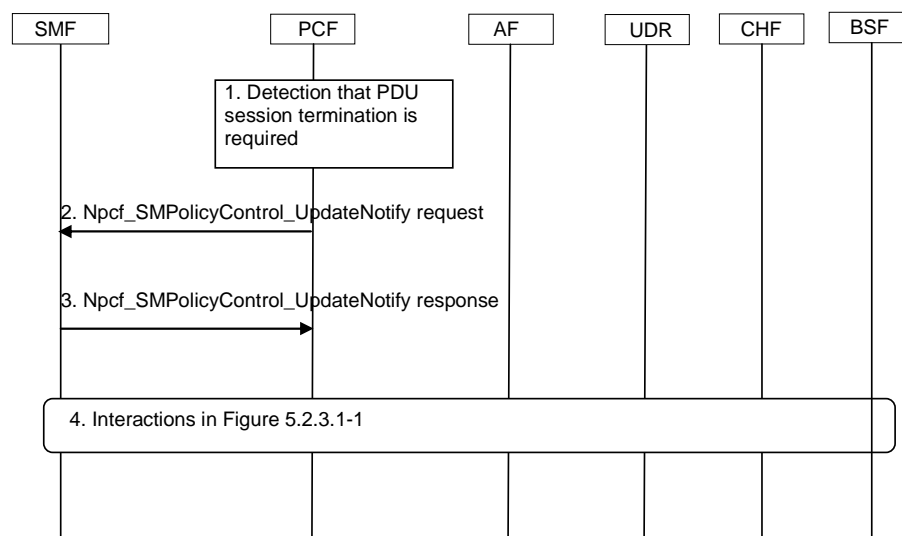 SMF PCF AF UDR CHF BSF
1. Detection that PDU
session termination is
required
2. Npcf_SMPolicyControl_UpdateNotify request
3. Npcf_SMPolicyControl_UpdateNotify response
4. Interactions in Figure 5.2.3.1-1